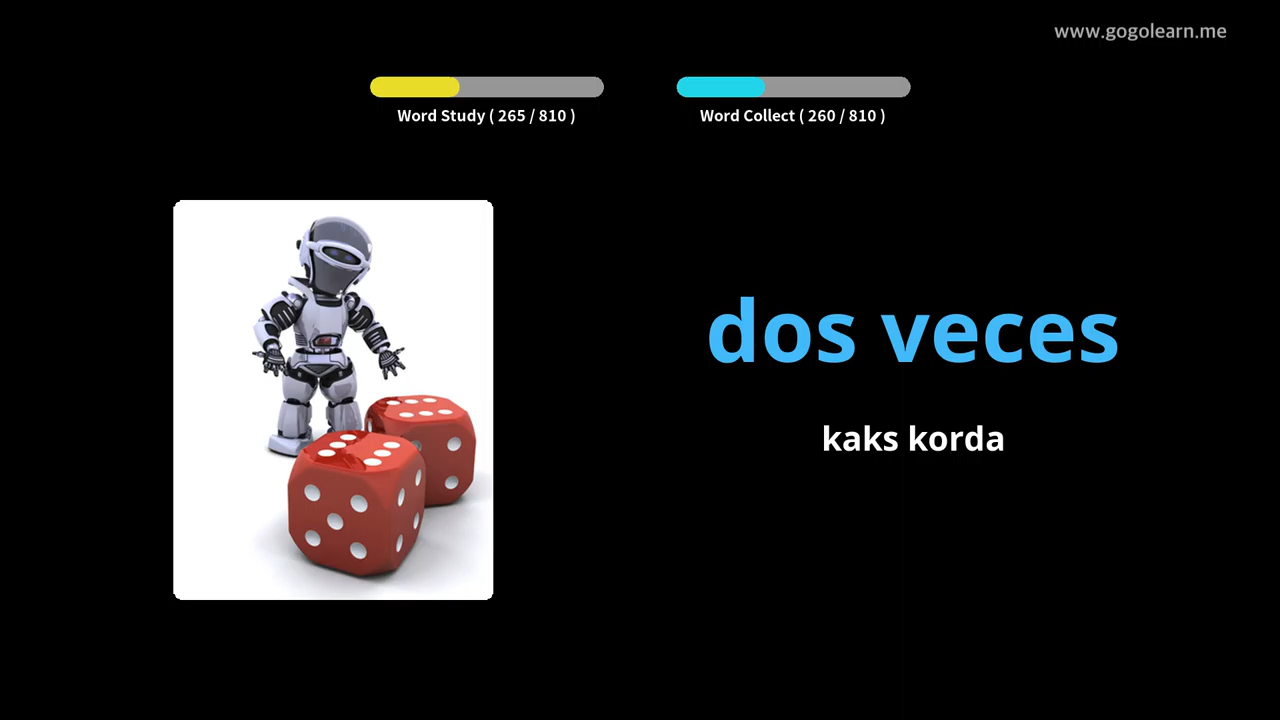 www.gogolearn.me
Word Study ( 265 / 810 )
Word Collect ( 260 / 810 )
dos veces
kaks korda